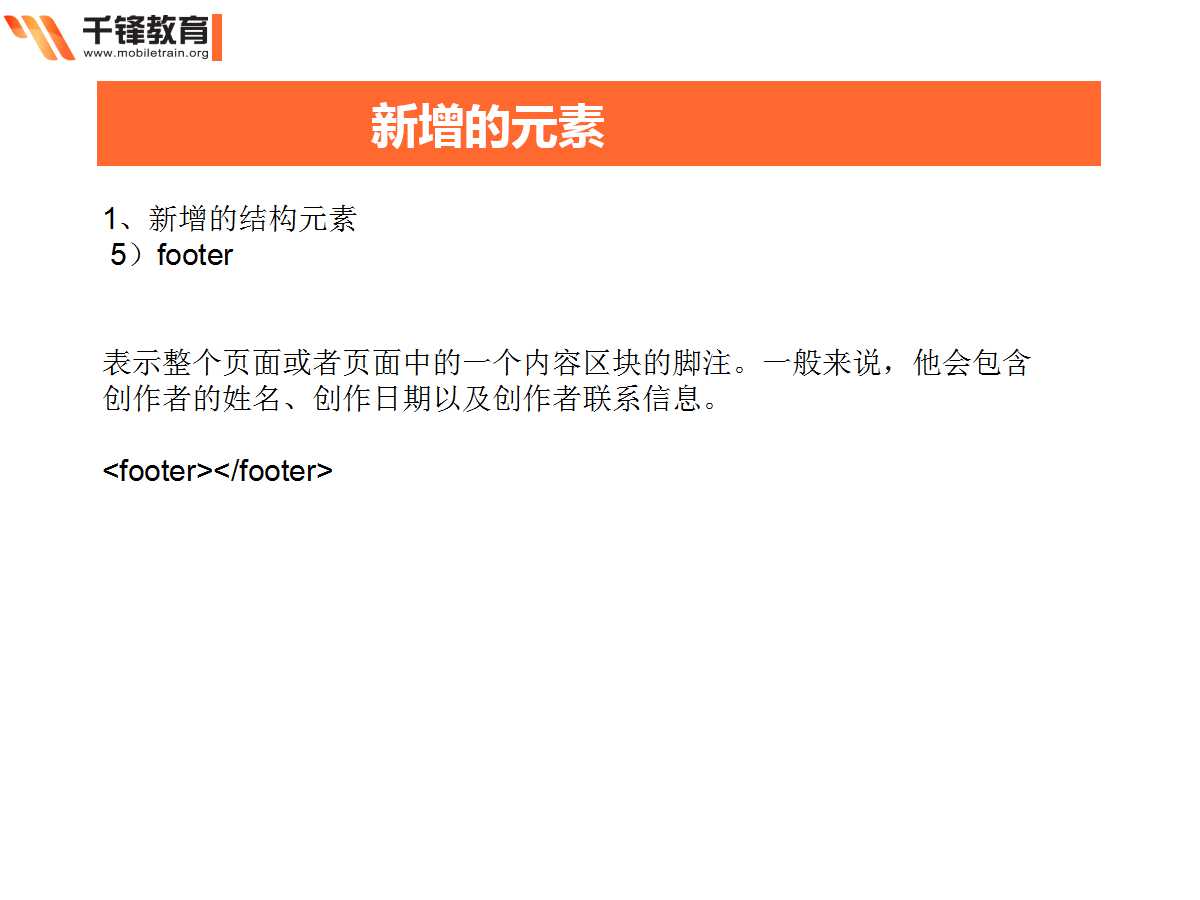 千锋教育
www.mobiletrain.org
新增的元素
1、新增的结构元素
5）footer
表示整个页面或者页面中的一个内容区块的脚注。一般来说，他会包含
创作者的姓名、创作日期以及创作者联系信息。
<footer></footer>